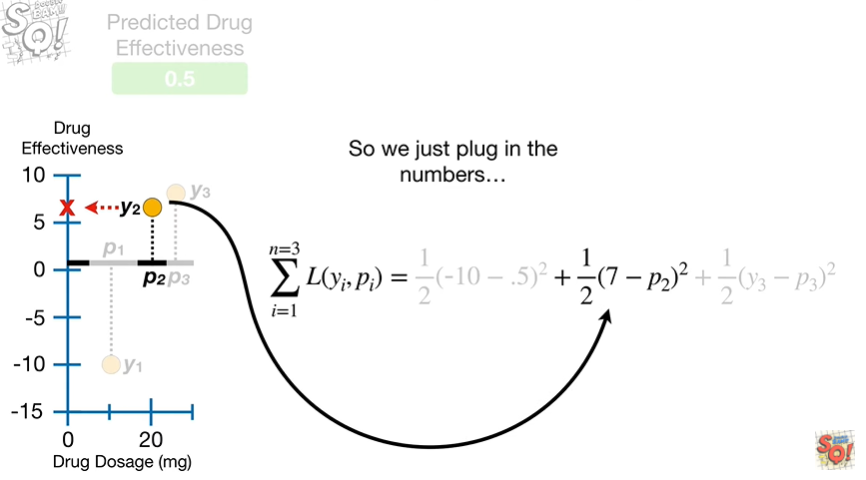 SQ!
Predicted Drug
Effectiveness
0.5
Drug
Effectiveness
So we just plug in the
numbers…
10
5
0
-5
-10
-15
X
y₂
y₃
p₁
p₂
p₃
y₁
0
20
Drug Dosage (mg)
n=3
∑ L(yᵢ, pᵢ) = 1/2(-10 − .5)² + 1/2(7 − p₂)² + 1/2(y₃ − p₃)²
i=1
SQ!